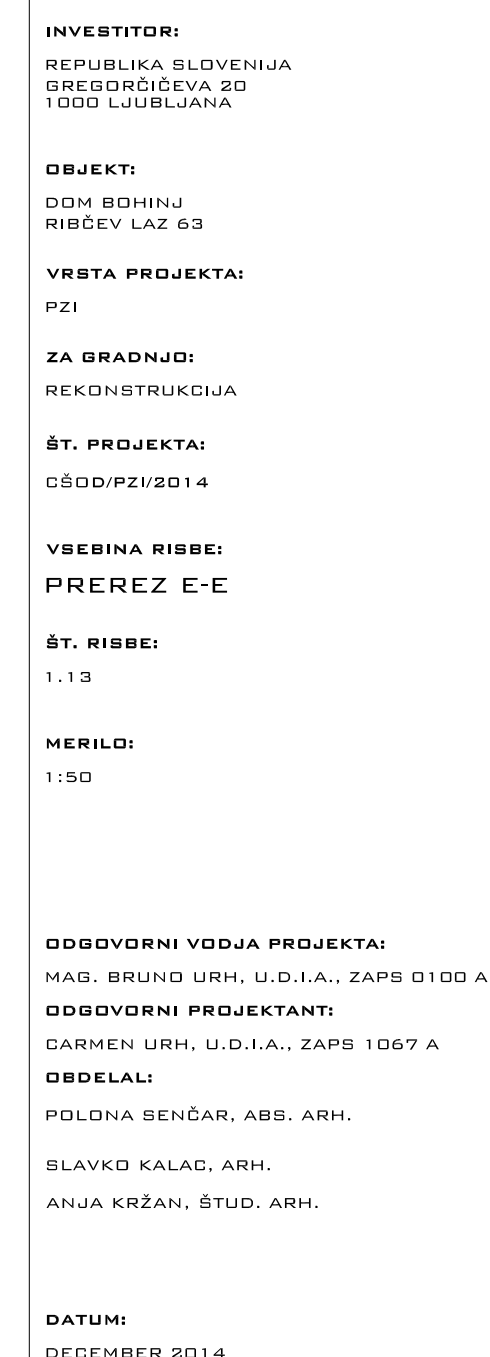 INVESTITOR:
REPUBLIKA SLOVENIJA
GREGORČIČEVA 20
1000 LJUBLJANA
OBJEKT:
DOM BOHINJ
RIBČEV LAZ 63
VRSTA PROJEKTA:
PZI
ZA GRADNJO:
REKONSTRUKCIJA
ŠT. PROJEKTA:
CŠOD/PZI/2014
VSEBINA RISBE:
PREREZ E-E
ŠT. RISBE:
1.13
MERILO:
1:50
ODGOVORNI VODJA PROJEKTA:
MAG. BRUNO URH, U.D.I.A., ZAPS 0100 A
ODGOVORNI PROJEKTANT:
CARMEN URH, U.D.I.A., ZAPS 1067 A
OBDELAL:
POLONA SENČAR, ABS. ARH.
SLAVKO KALAC, ARH.
ANJA KRŽAN, ŠTUD. ARH.
DATUM:
DECEMBER 2014